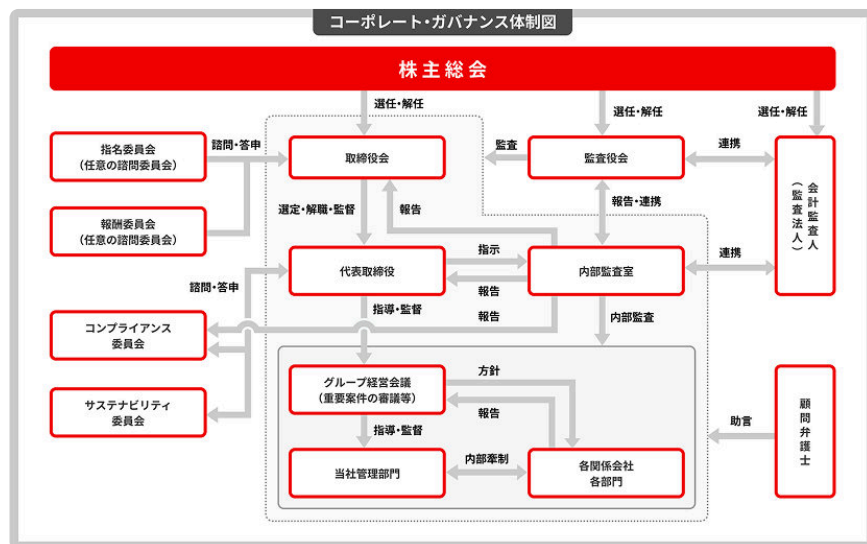 コーポレート・ガバナンス体制図
株主総会
選任・解任
選任・解任
選任・解任
指名委員会
(任意の諮問委員会)
諮問・答申
取締役会
監査
監査役会
連携
会計監査人
(監査法人)
報酬委員会
(任意の諮問委員会)
選定・解職・監督
報告
報告・連携
代表取締役
指示
報告
内部監査室
連携
諮問・答申
指導・監督
報告
内部監査
コンプライアンス
委員会
サステナビリティ
委員会
グループ経営会議
(重要案件の審議等)
方針
報告
助言
顧問弁護士
指導・監督
当社管理部門
内部牽制
各関係会社
各部門